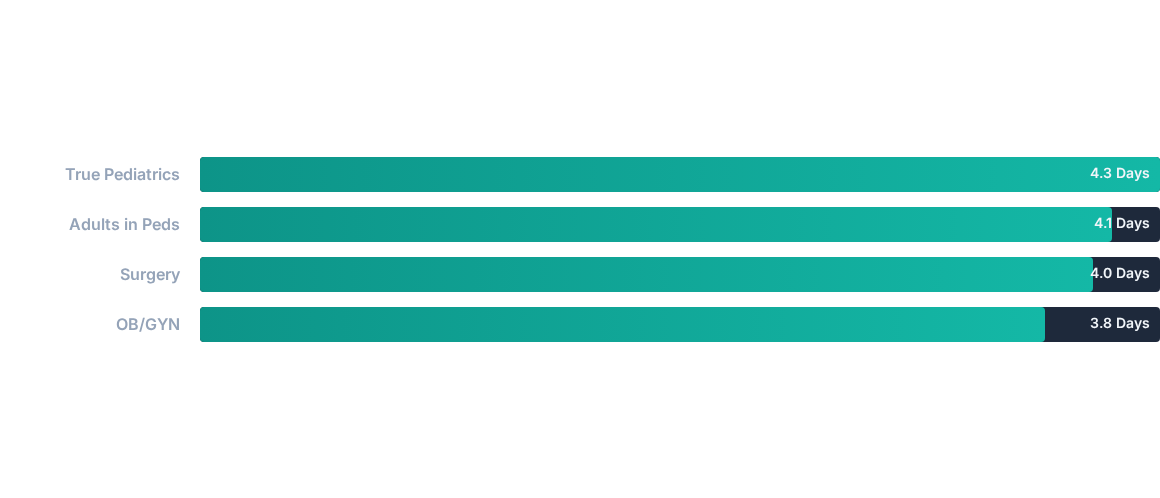 True Pediatrics 4.3 Days
Adults in Peds 4.1 Days
Surgery 4.0 Days
OB/GYN 3.8 Days